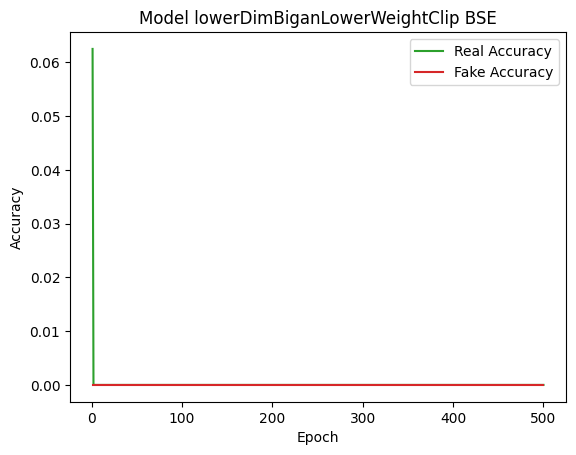 Model lowerDimBiganLowerWeightClip BSE
Real Accuracy
Fake Accuracy
0.06
0.05
0.04
0.03
0.02
0.01
0.00
Accuracy
0 100 200 300 400 500
Epoch